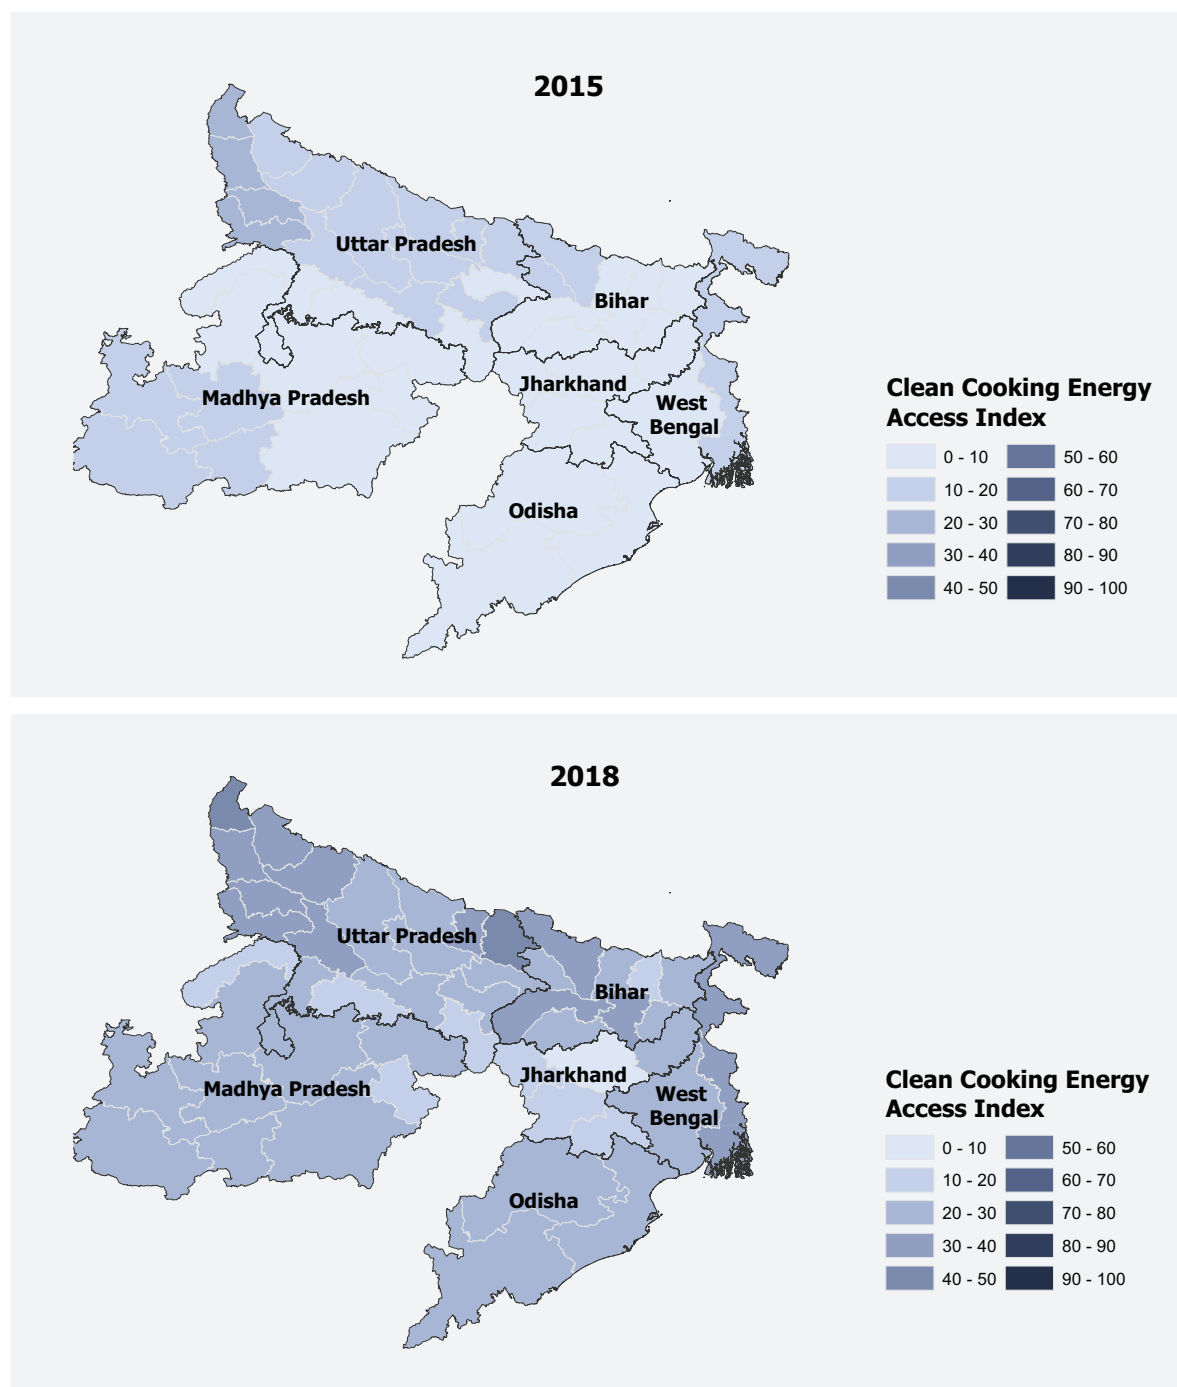 2015
Uttar Pradesh
Bihar
Jharkhand
Madhya Pradesh
West
Bengal
Odisha
Clean Cooking Energy
Access Index
0 - 10
50 - 60
10 - 20
60 - 70
20 - 30
70 - 80
30 - 40
80 - 90
40 - 50
90 - 100
2018
Uttar Pradesh
Bihar
Jharkhand
Madhya Pradesh
West
Bengal
Odisha
Clean Cooking Energy
Access Index
0 - 10
50 - 60
10 - 20
60 - 70
20 - 30
70 - 80
30 - 40
80 - 90
40 - 50
90 - 100